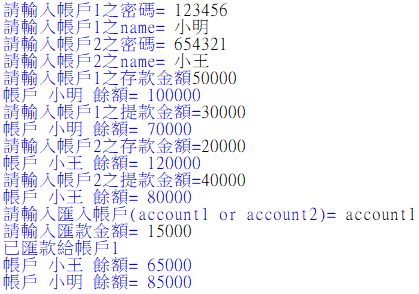 請輸入帳戶1之密碼= 123456
請輸入帳戶1之name= 小明
請輸入帳戶2之密碼= 654321
請輸入帳戶2之name= 小王
請輸入帳戶1之存款金額50000
帳戶 小明 餘額= 100000
請輸入帳戶1之提款金額=30000
帳戶 小明 餘額= 70000
請輸入帳戶2之存款金額=20000
帳戶 小王 餘額= 120000
請輸入帳戶2之提款金額=40000
帳戶 小王 餘額= 80000
請輸入匯入帳戶(account1 or account2)= account1
請輸入匯款金額= 15000
已匯款給帳戶1
帳戶 小王 餘額= 65000
帳戶 小明 餘額= 85000